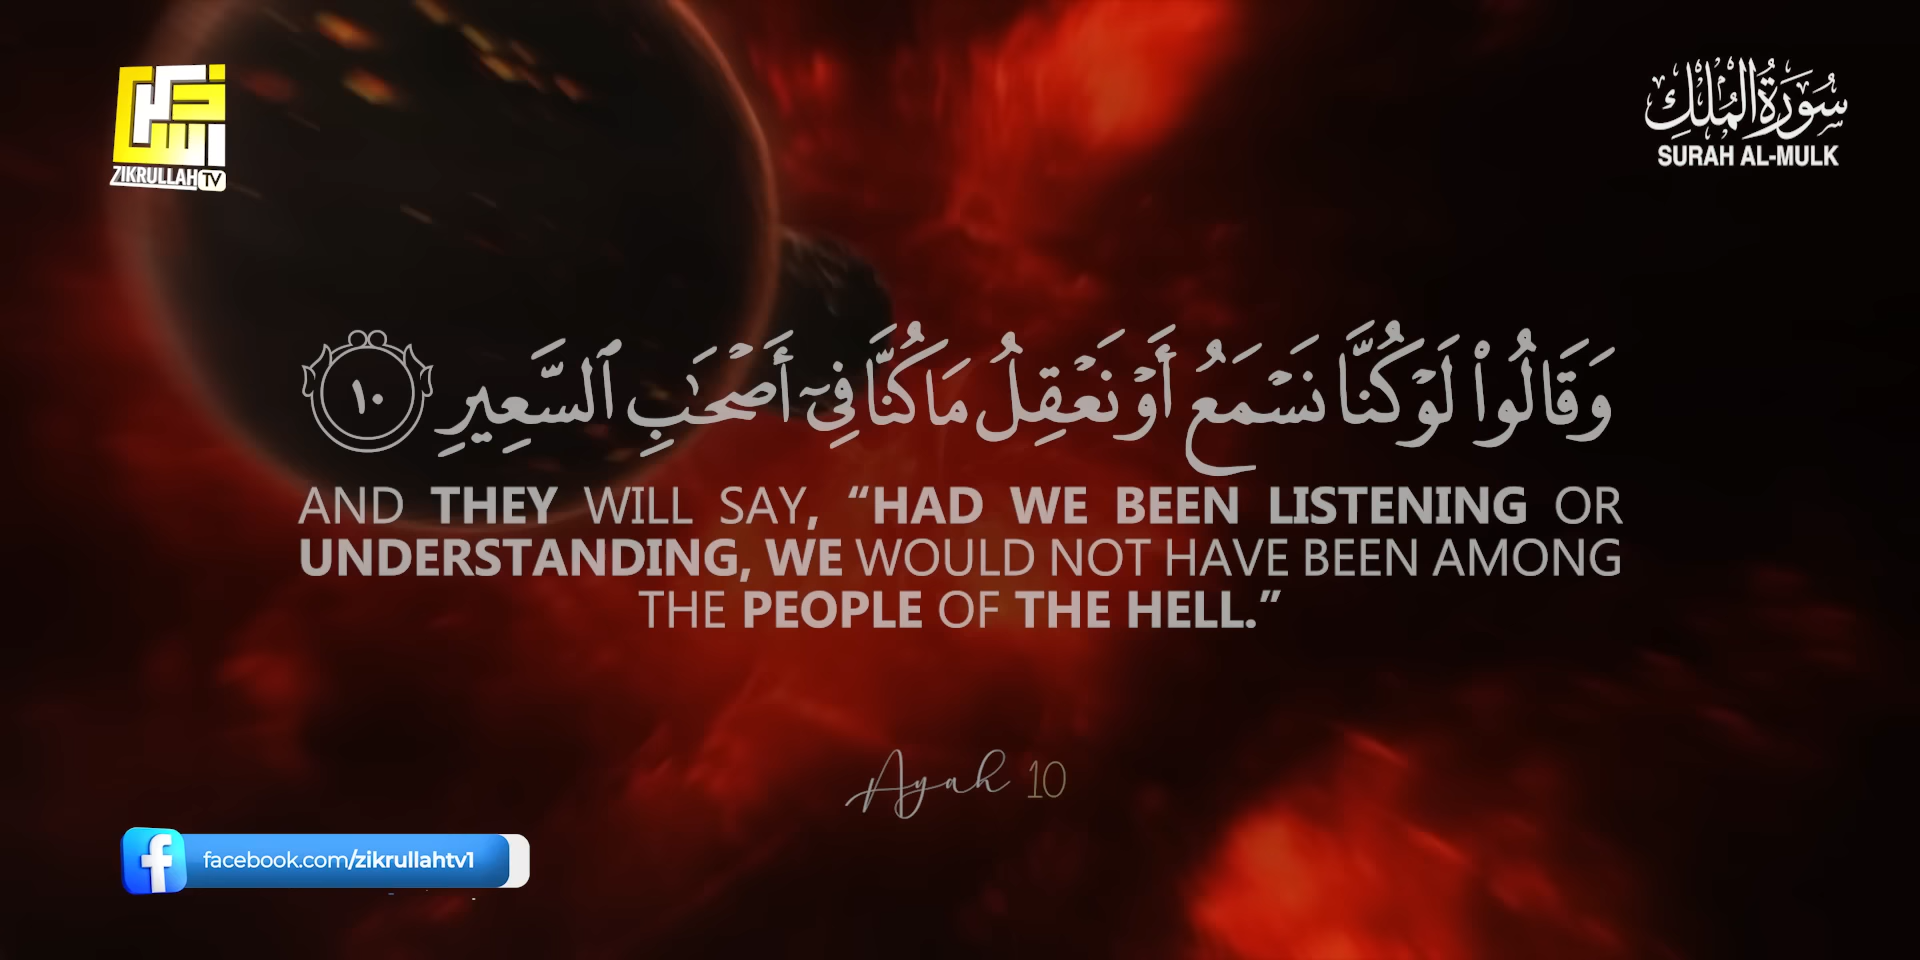 ذكر
الله
ZIKRULLAH TV
سُورَةُ المُلْكِ
SURAH AL-MULK
وَقَالُوا۟ لَوْ كُنَّا نَسْمَعُ أَوْ نَعْقِلُ مَا كُنَّا فِىٓ أَصْحَـٰبِ ٱلسَّعِيرِ ١٠
AND THEY WILL SAY, “HAD WE BEEN LISTENING OR
UNDERSTANDING, WE WOULD NOT HAVE BEEN AMONG
THE PEOPLE OF THE HELL.”
Ayah 10
facebook.com/zikrullahtv1